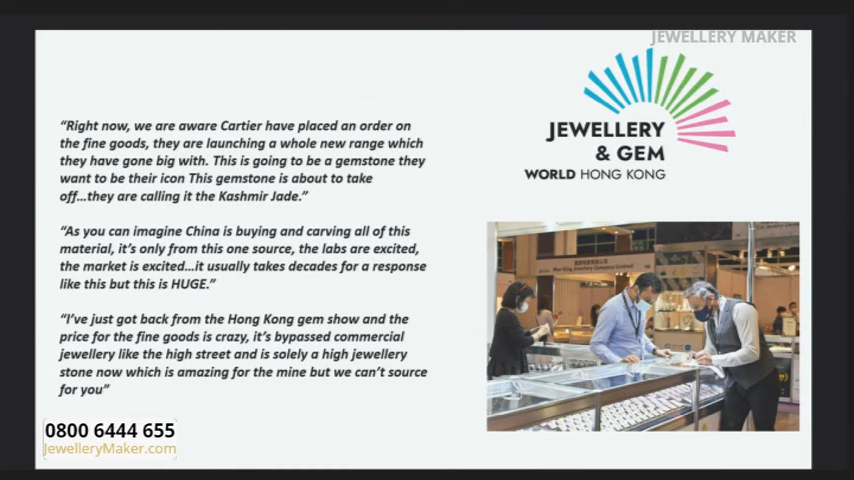 JEWELLERY MAKER
“Right now, we are aware Cartier have placed an order on
the fine goods, they are launching a whole new range which
they have gone big with. This is going to be a gemstone they
want to be their icon This gemstone is about to take
off…they are calling it the Kashmir Jade.”
“As you can imagine China is buying and carving all of this
material, it’s only from this one source, the labs are excited,
the market is excited…it usually takes decades for a response
like this but this is HUGE.”
“I’ve just got back from the Hong Kong gem show and the
price for the fine goods is crazy, it’s bypassed commercial
jewellery like the high street and is solely a high jewellery
stone now which is amazing for the mine but we can’t source
for you”
JEWELLERY
& GEM
WORLD HONG KONG
0800 6444 655
JewelleryMaker.com